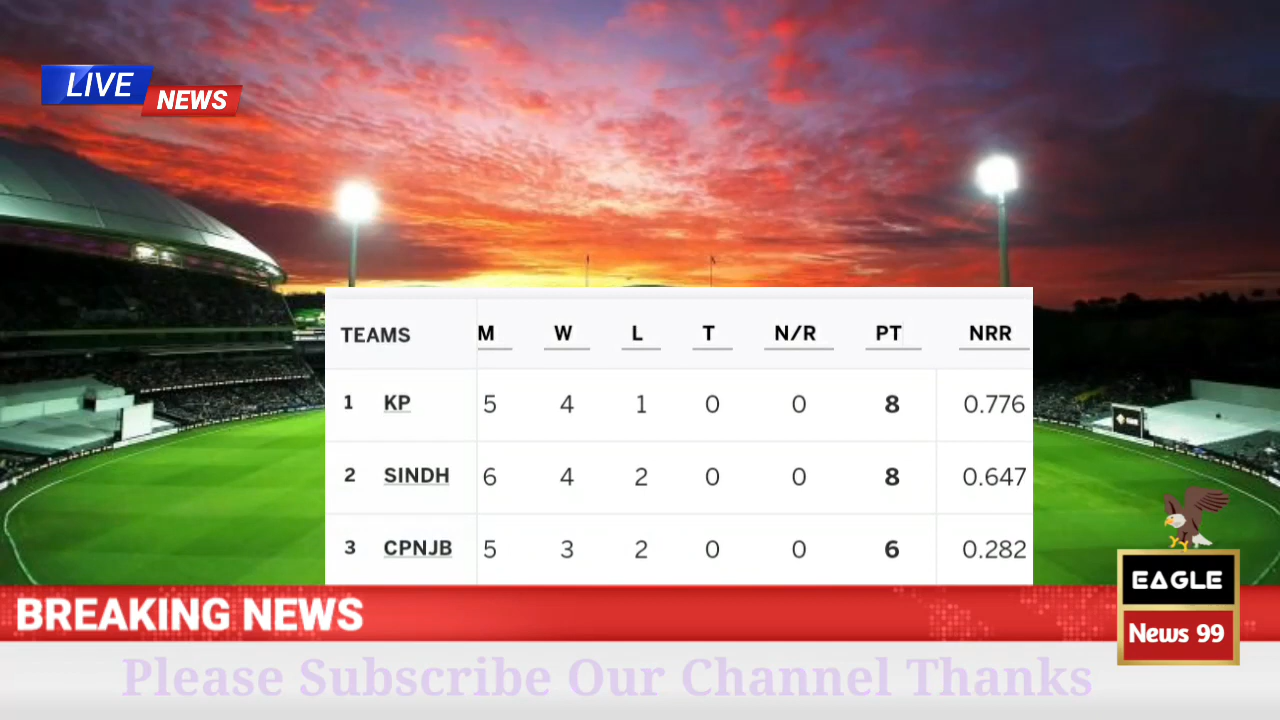 LIVE
NEWS
TEAMS M W L T N/R PT NRR
1 KP 5 4 1 0 0 8 0.776
2 SINDH 6 4 2 0 0 8 0.647
3 CPNJB 5 3 2 0 0 6 0.282
EAGLE
BREAKING NEWS
News 99
Please Subscribe Our Channel Thanks